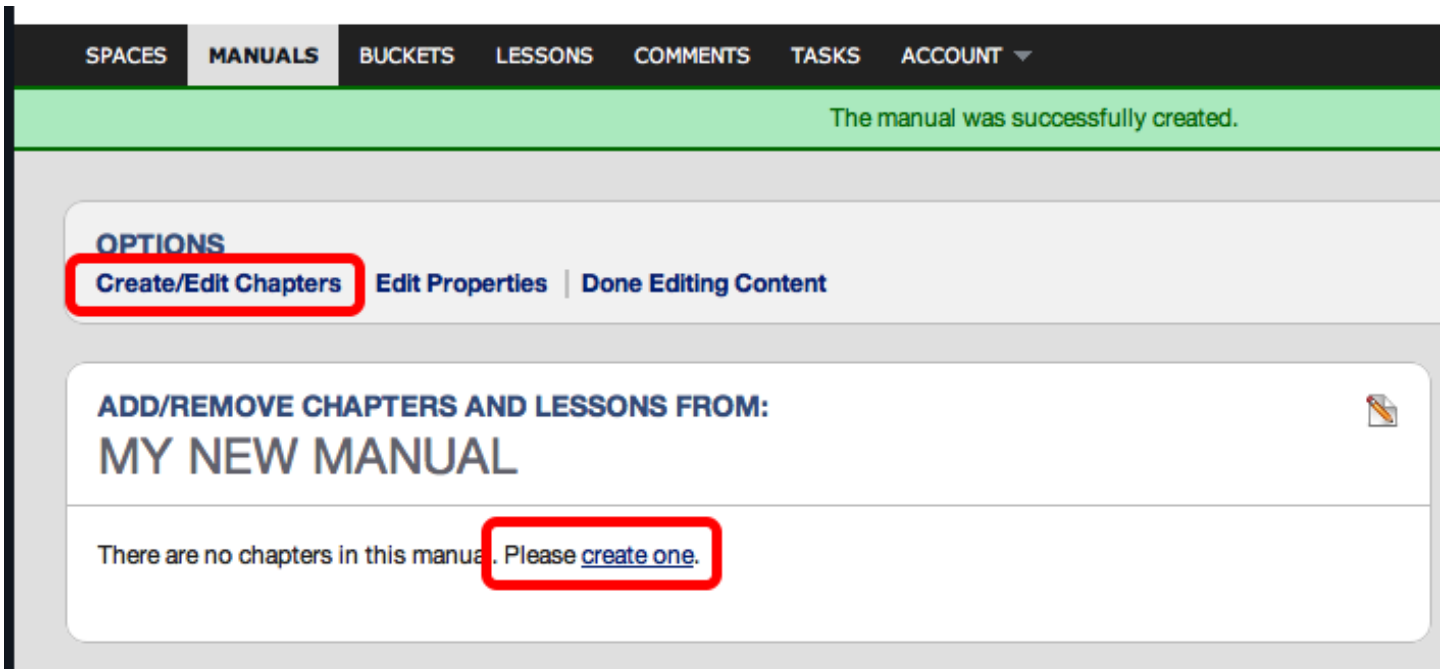 SPACES MANUALS BUCKETS LESSONS COMMENTS TASKS ACCOUNT
The manual was successfully created.
OPTIONS
Create/Edit Chapters Edit Properties | Done Editing Content
ADD/REMOVE CHAPTERS AND LESSONS FROM:
MY NEW MANUAL
There are no chapters in this manual. Please create one.